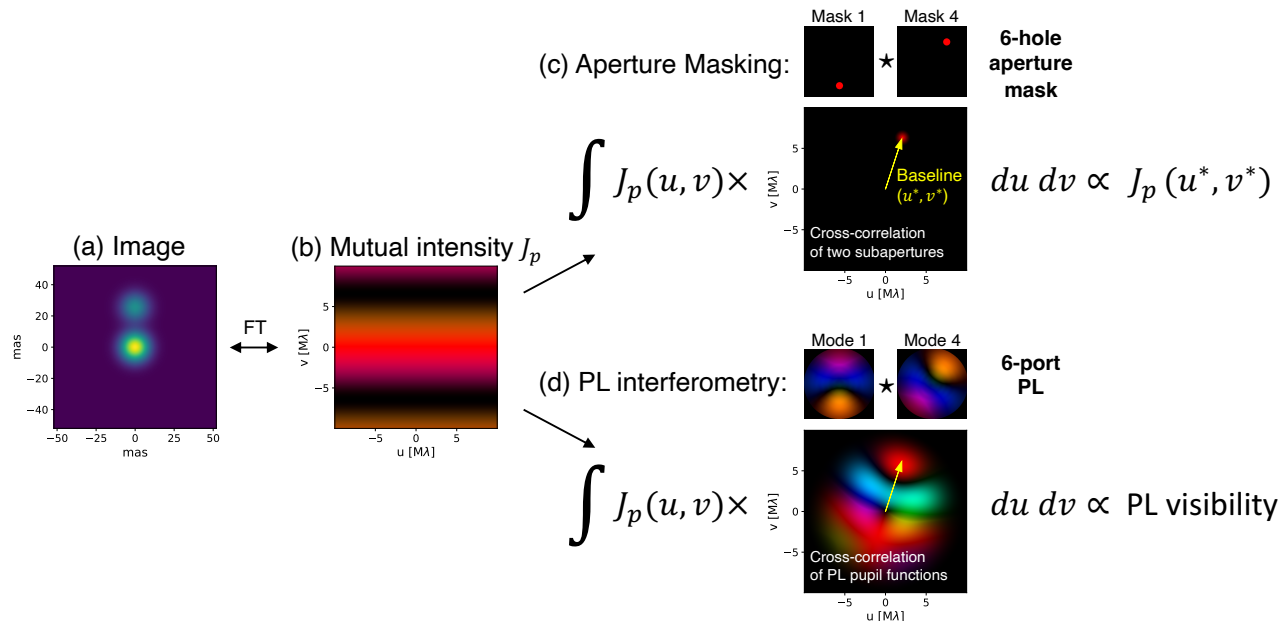 Mask 1
Mask 4
(c) Aperture Masking:
★
6-hole
aperture
mask
∫ J_p(u, v) ×
5
0
−5
v [Mλ]
Baseline
(u*, v*)
Cross-correlation
of two subapertures
−5 0 5
u [Mλ]
du dv ∝ J_p (u*, v*)
(a) Image
40
20
0
−20
−40
mas
−50 −25 0 25 50
mas
FT
(b) Mutual intensity J_p
5
0
−5
v [Mλ]
−5 0 5
u [Mλ]
Mode 1
Mode 4
(d) PL interferometry:
★
6-port
PL
∫ J_p(u, v) ×
5
0
−5
v [Mλ]
Cross-correlation
of PL pupil functions
−5 0 5
u [Mλ]
du dv ∝ PL visibility